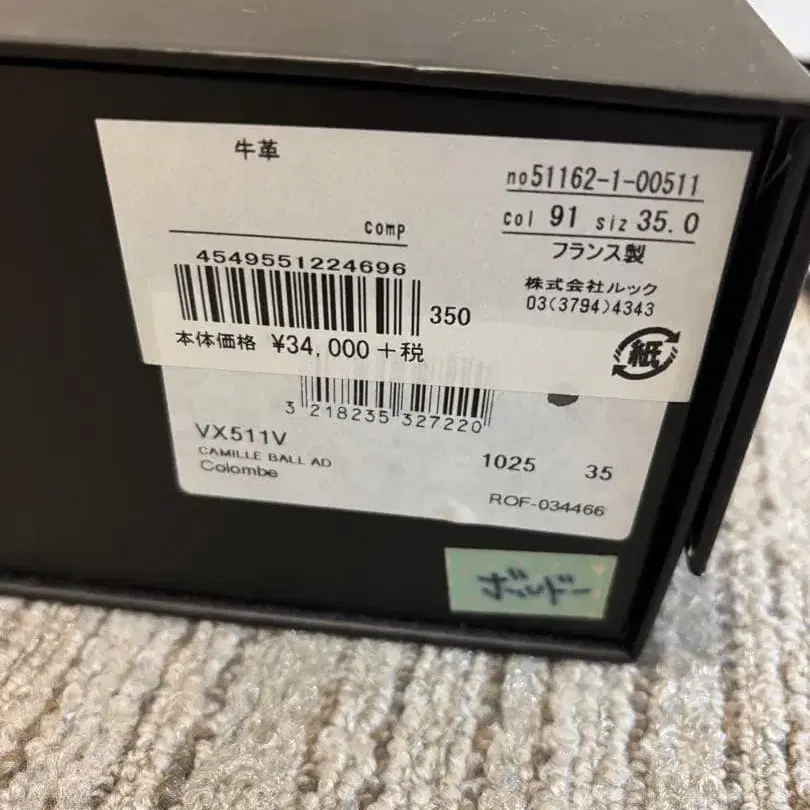 牛革
no51162-1-00511
col 91 siz 35.0
comp
フランス製
4549551224696
株式会社ルック
03(3794)4343
350
本体価格 ¥34,000+税
紙
3 218235 327220
VX511V
CAMILLE BALL AD
Colombe
1025 35
ROF-034466
ボルドー